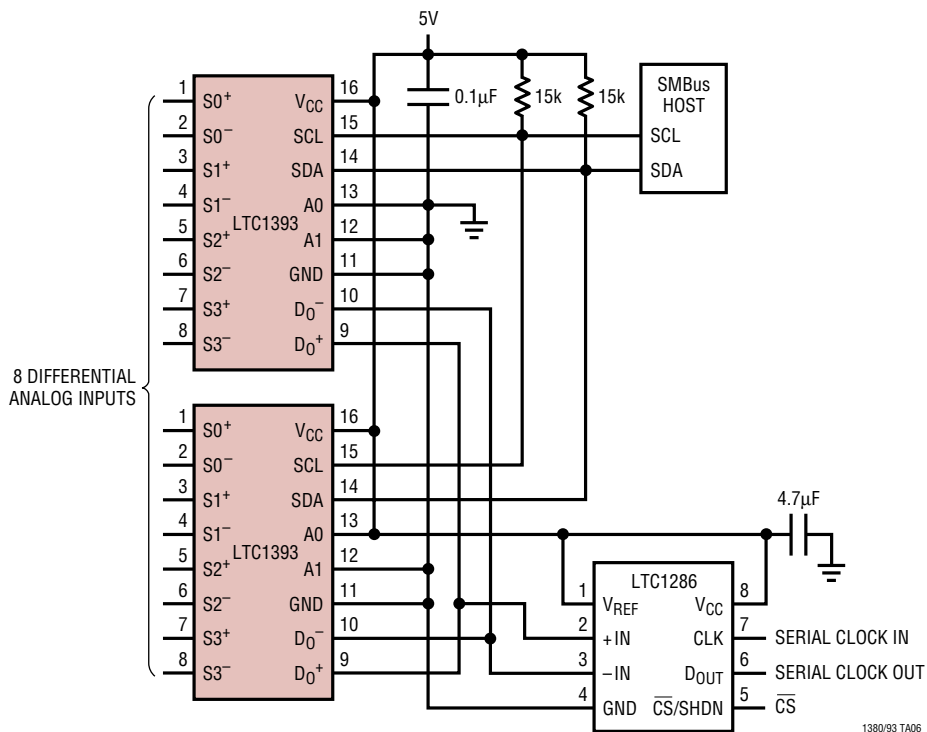 5V
1 S0+
2 S0−
3 S1+
4 S1−
5 S2+
6 S2−
7 S3+
8 S3−
LTC1393
VCC 16
SCL 15
SDA 14
A0 13
A1 12
GND 11
DO− 10
DO+ 9
0.1µF
15k
15k
SMBus
HOST
SCL
SDA
8 DIFFERENTIAL
ANALOG INPUTS
1 S0+
2 S0−
3 S1+
4 S1−
5 S2+
6 S2−
7 S3+
8 S3−
LTC1393
VCC 16
SCL 15
SDA 14
A0 13
A1 12
GND 11
DO− 10
DO+ 9
4.7µF
LTC1286
1 VREF
2 +IN
3 −IN
4 GND
VCC 8
CLK 7 SERIAL CLOCK IN
DOUT 6 SERIAL CLOCK OUT
CS/SHDN 5 CS
1380/93 TA06